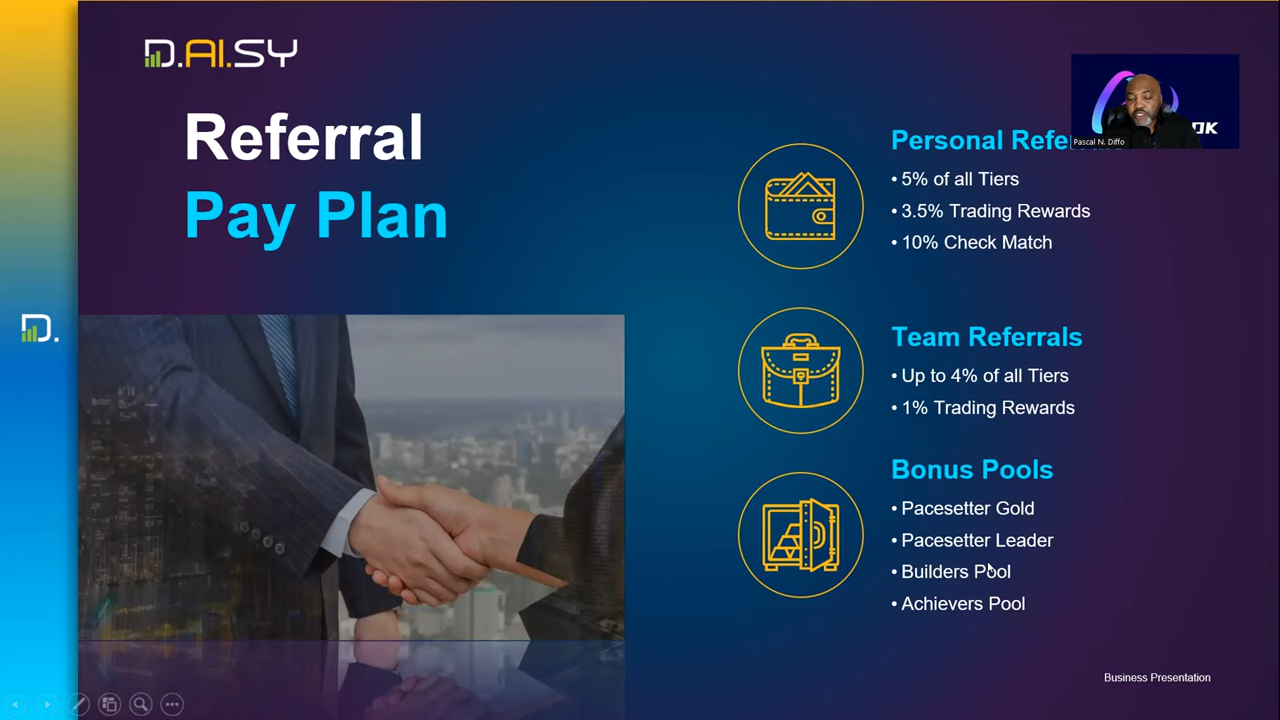 D.AI.SY
Referral
Pay Plan
D.
Pascal N. Diffo
Personal
• 5% of all Tiers
• 3.5% Trading Rewards
• 10% Check Match
Team Referrals
• Up to 4% of all Tiers
• 1% Trading Rewards
Bonus Pools
• Pacesetter Gold
• Pacesetter Leader
• Builders Pool
• Achievers Pool
Business Presentation